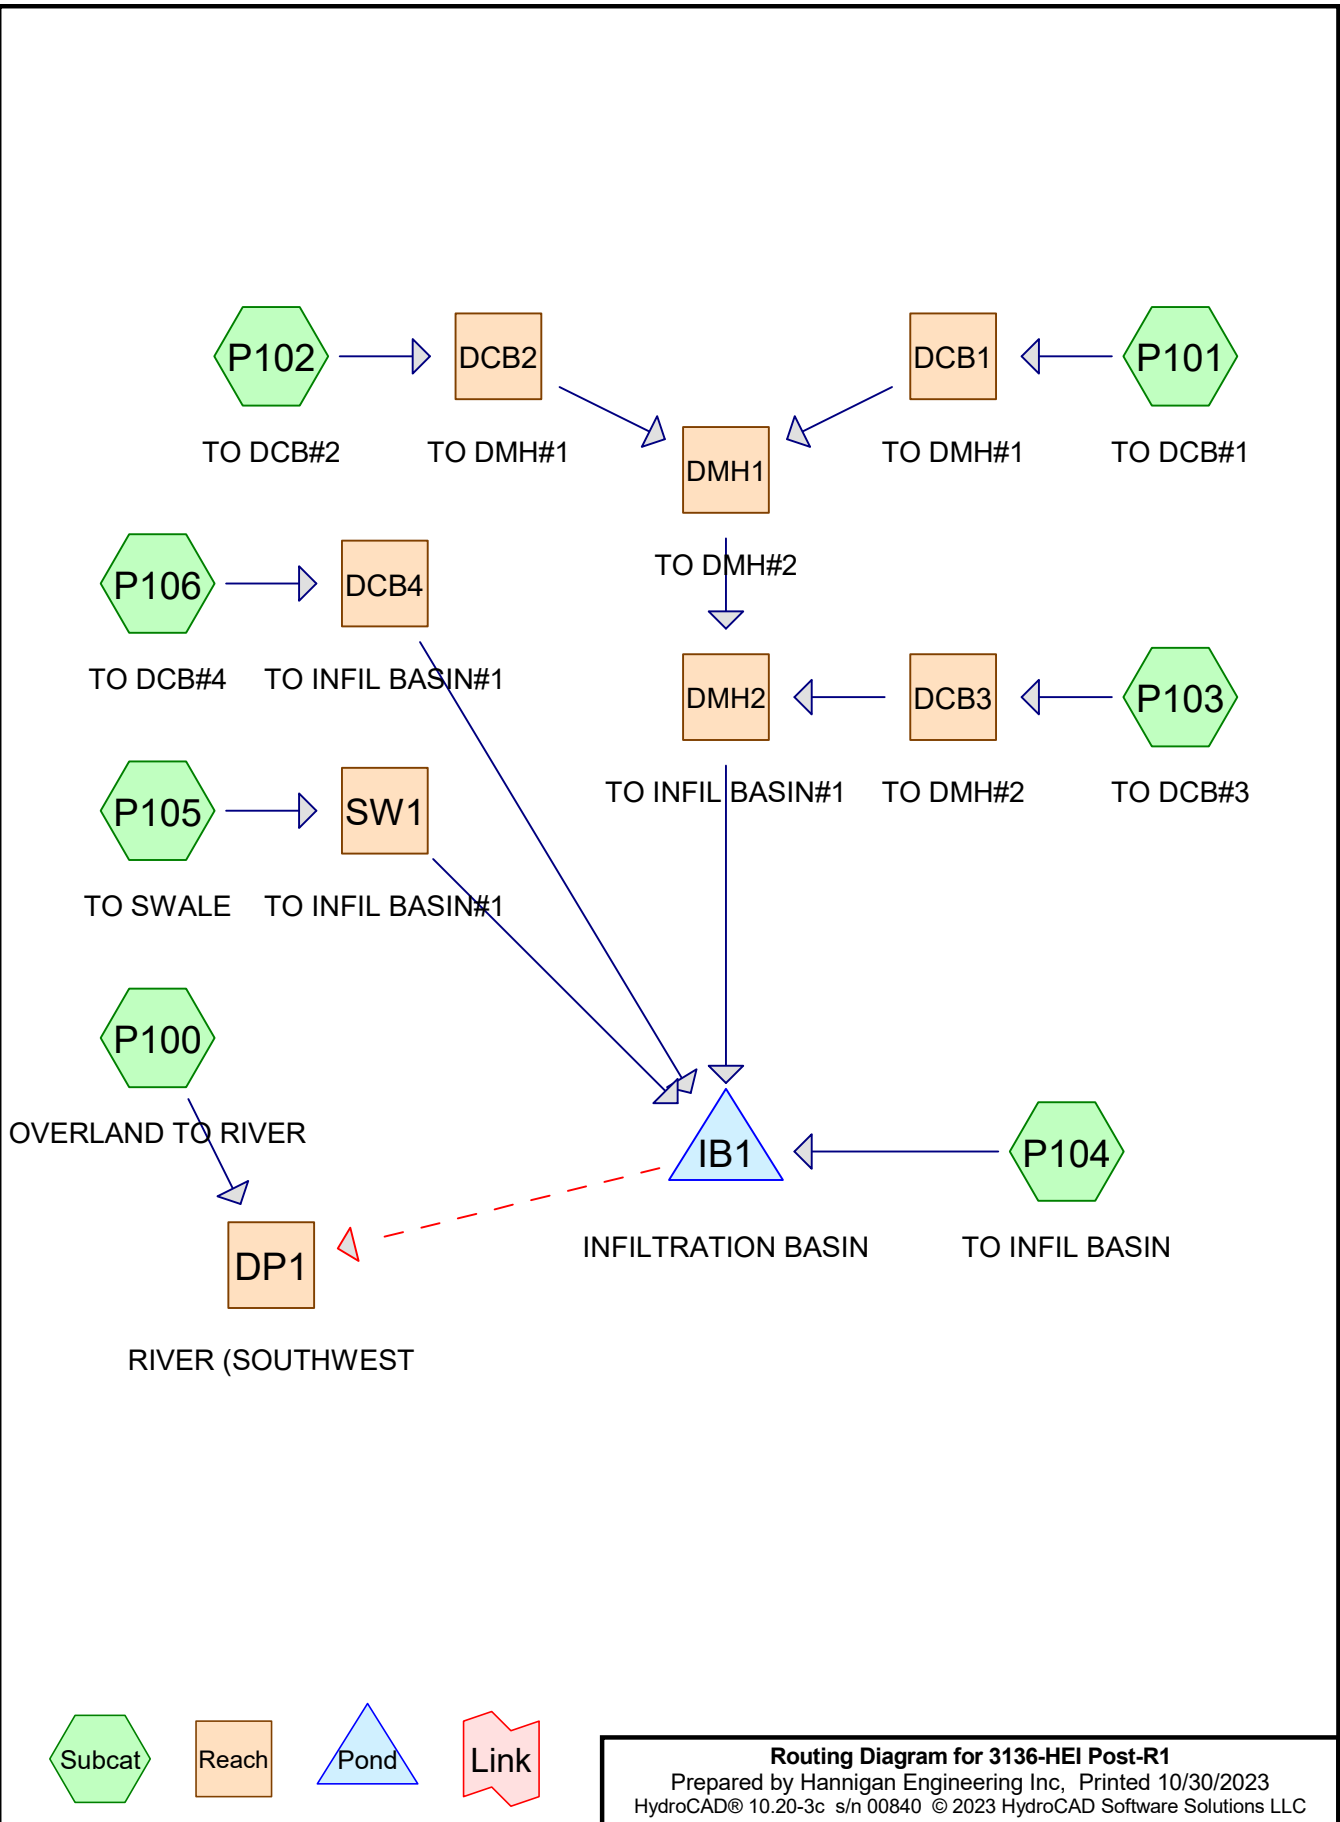 P102
DCB2
DCB1
P101
TO DCB#2
TO DMH#1
TO DMH#1
TO DCB#1
DMH1
TO DMH#2
P106
DCB4
TO DCB#4
TO INFIL BASIN#1
DMH2
DCB3
P103
TO INFIL BASIN#1
TO DMH#2
TO DCB#3
P105
SW1
TO SWALE
TO INFIL BASIN#1
P100
OVERLAND TO RIVER
IB1
P104
INFILTRATION BASIN
TO INFIL BASIN
DP1
RIVER (SOUTHWEST
Subcat
Reach
Pond
Link
Routing Diagram for 3136-HEI Post-R1
Prepared by Hannigan Engineering Inc, Printed 10/30/2023
HydroCAD® 10.20-3c s/n 00840 © 2023 HydroCAD Software Solutions LLC